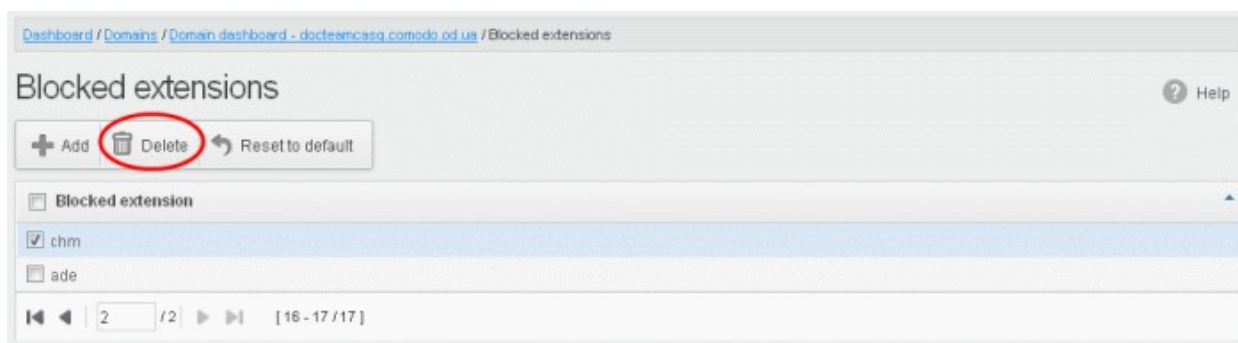 Dashboard / Domains / Domain dashboard - docteamcasg.comodo.od.ua / Blocked extensions
Blocked extensions
Help
Add Delete Reset to default
Blocked extension
chm
ade
2 / 2 [ 16 - 17 / 17 ]